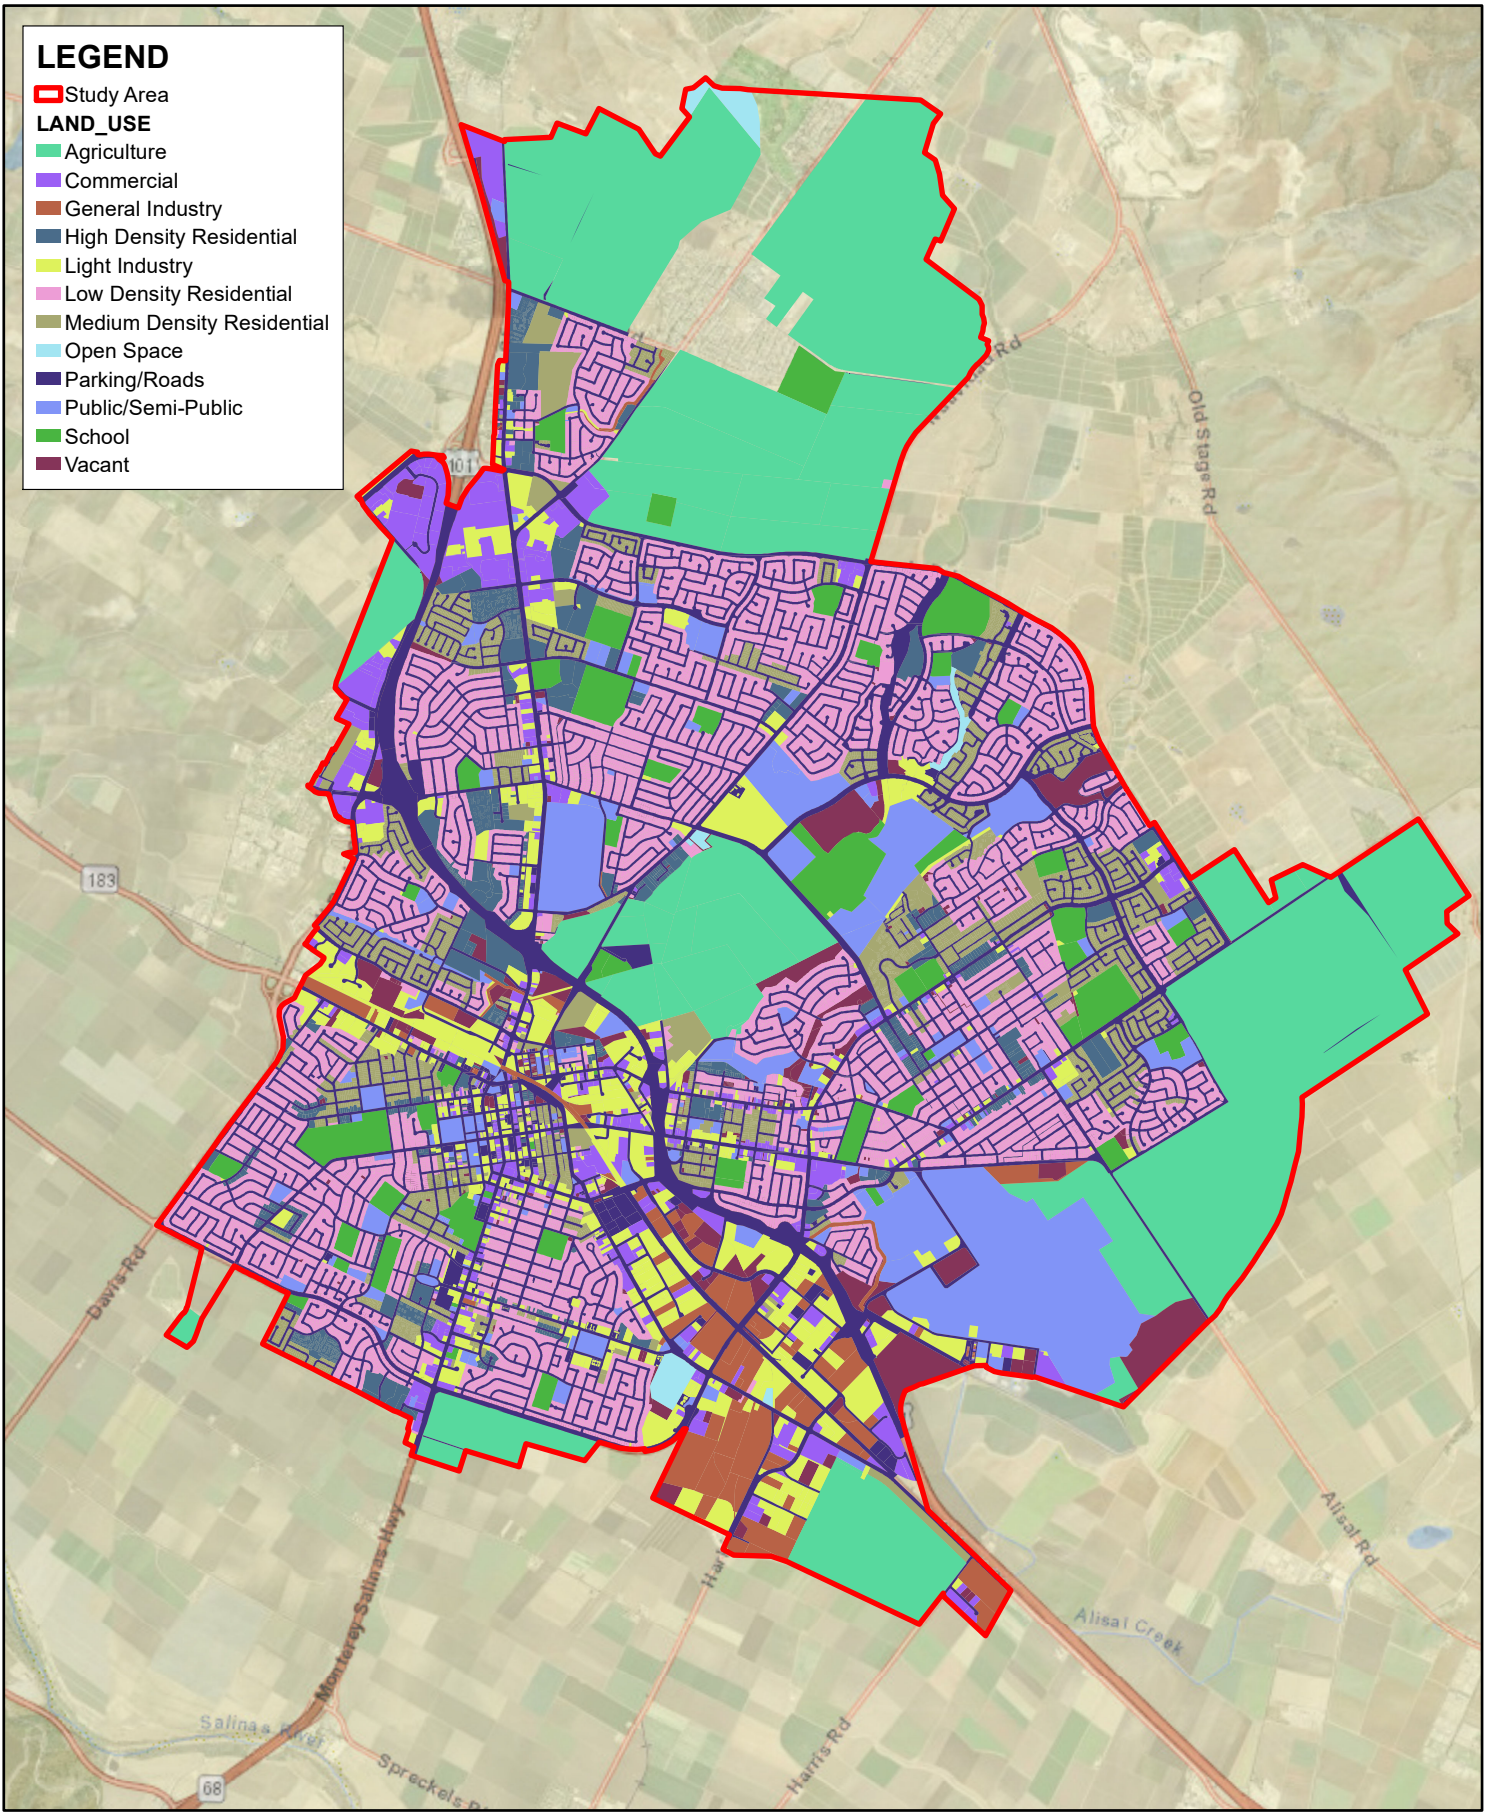 LEGEND
Study Area
LAND_USE
Agriculture
Commercial
General Industry
High Density Residential
Light Industry
Low Density Residential
Medium Density Residential
Open Space
Parking/Roads
Public/Semi-Public
School
Vacant
101
Old Stage Rd
183
Davis Rd
Monterey Salinas Hwy
Alisal Rd
Alisal Creek
Salinas River
Harris Rd
68
Spreckels